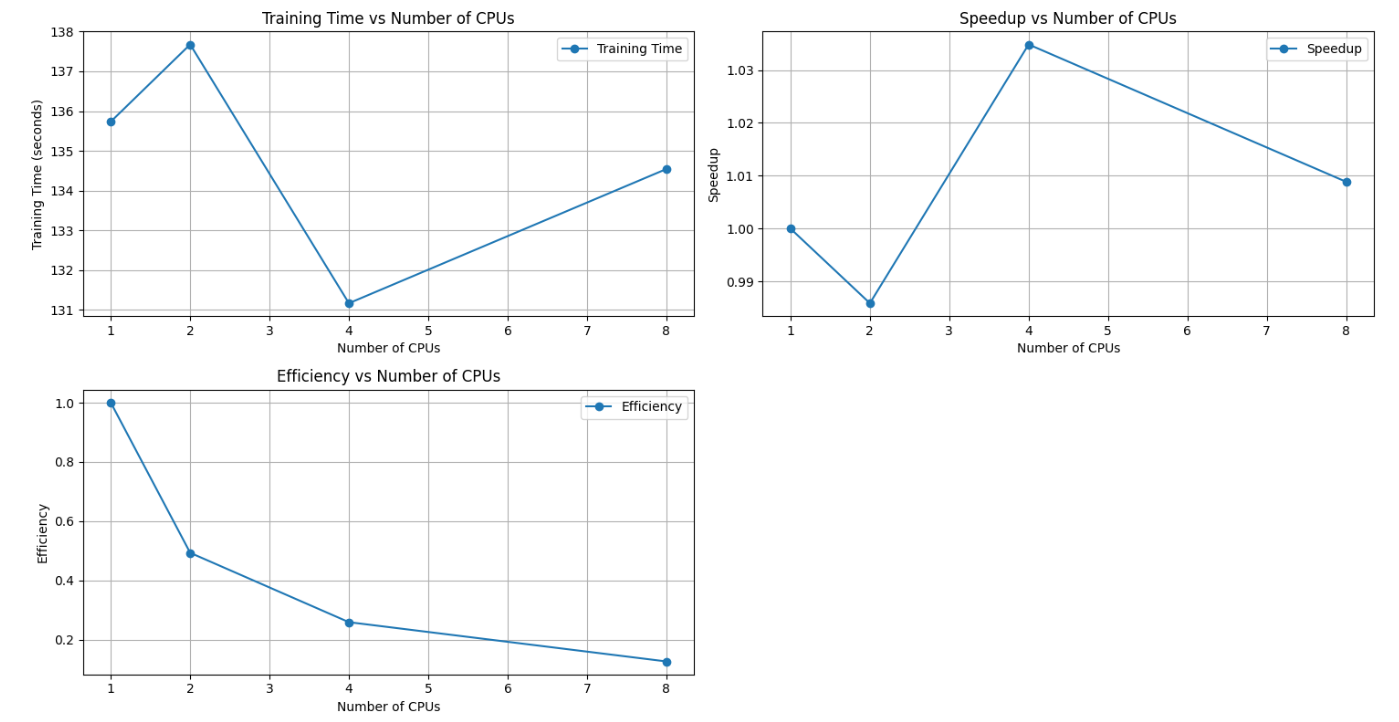 Training Time vs Number of CPUs
138
137
136
135
134
133
132
131
Training Time (seconds)
Training Time
1 2 3 4 5 6 7 8
Number of CPUs
Speedup vs Number of CPUs
1.03
1.02
1.01
1.00
0.99
Speedup
Speedup
1 2 3 4 5 6 7 8
Number of CPUs
Efficiency vs Number of CPUs
1.0
0.8
0.6
0.4
0.2
Efficiency
Efficiency
1 2 3 4 5 6 7 8
Number of CPUs